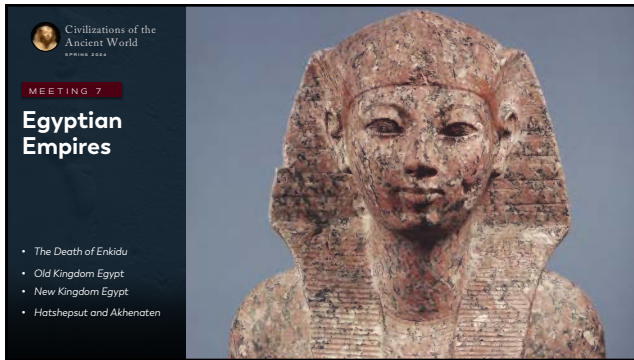 Civilizations of the
Ancient World
SPRING 2024
MEETING 7
Egyptian
Empires
• The Death of Enkidu
• Old Kingdom Egypt
• New Kingdom Egypt
• Hatshepsut and Akhenaten